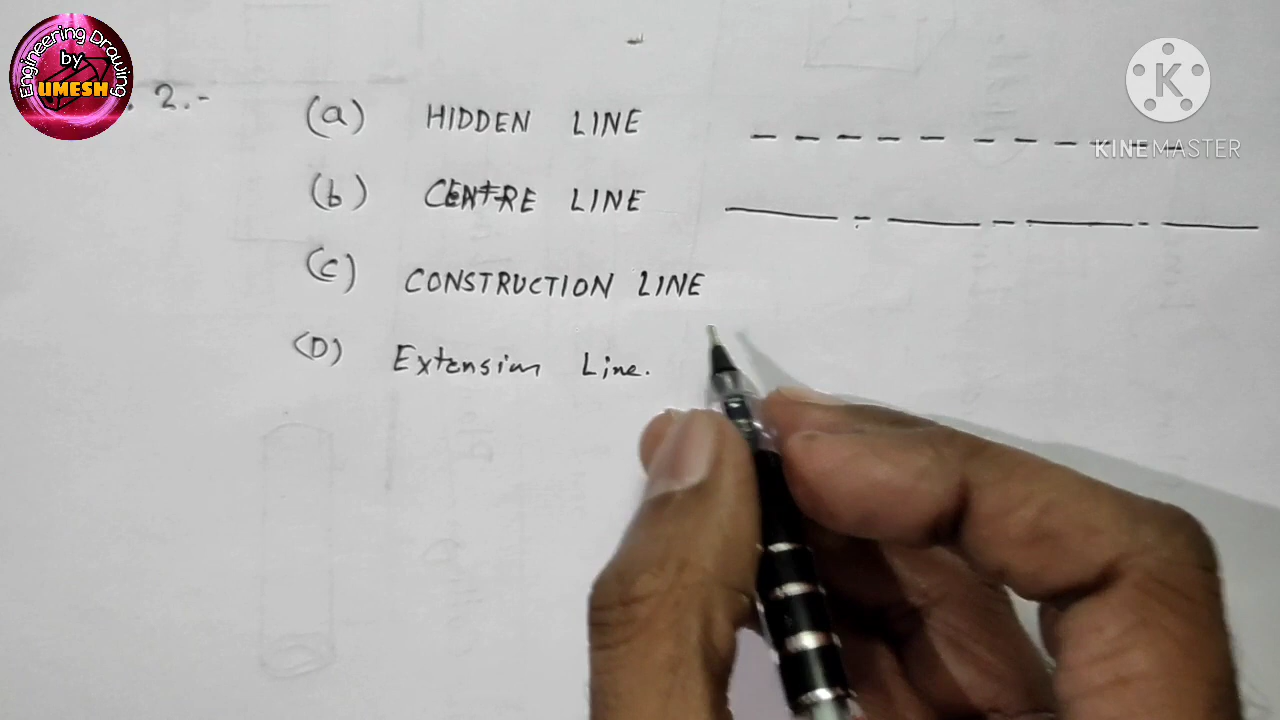 Engineering Drawing
by
UMESH
. 2.-
(a) HIDDEN LINE
(b) CENTRE LINE
(C) CONSTRUCTION LINE
(D) Extension Line.
K
KINEMASTER